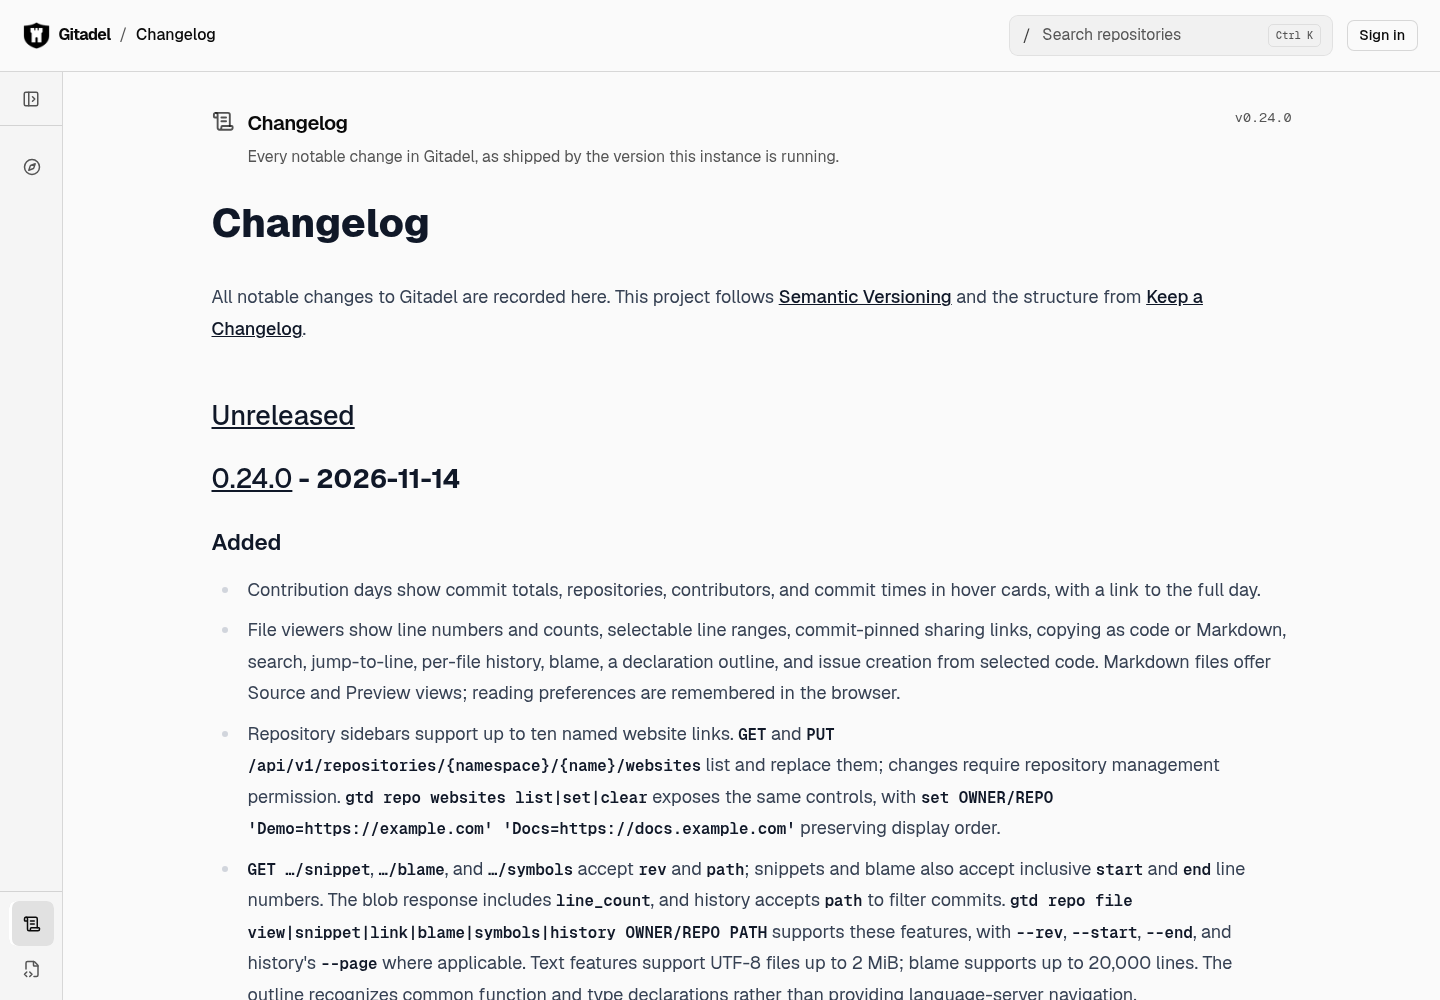 Gitadel / Changelog
/ Search repositories Ctrl K
Sign in
Changelog
v0.24.0
Every notable change in Gitadel, as shipped by the version this instance is running.
Changelog
All notable changes to Gitadel are recorded here. This project follows Semantic Versioning and the structure from Keep a
Changelog.
Unreleased
0.24.0 - 2026-11-14
Added
Contribution days show commit totals, repositories, contributors, and commit times in hover cards, with a link to the full day.
File viewers show line numbers and counts, selectable line ranges, commit-pinned sharing links, copying as code or Markdown,
search, jump-to-line, per-file history, blame, a declaration outline, and issue creation from selected code. Markdown files offer
Source and Preview views; reading preferences are remembered in the browser.
Repository sidebars support up to ten named website links. GET and PUT
/api/v1/repositories/{namespace}/{name}/websites list and replace them; changes require repository management
permission. gtd repo websites list|set|clear exposes the same controls, with set OWNER/REPO
'Demo=https://example.com' 'Docs=https://docs.example.com' preserving display order.
GET …/snippet, …/blame, and …/symbols accept rev and path; snippets and blame also accept inclusive start and end line
numbers. The blob response includes line_count, and history accepts path to filter commits. gtd repo file
view|snippet|link|blame|symbols|history OWNER/REPO PATH supports these features, with --rev, --start, --end, and
history's --page where applicable. Text features support UTF-8 files up to 2 MiB; blame supports up to 20,000 lines. The
outline recognizes common function and type declarations rather than providing language-server navigation.